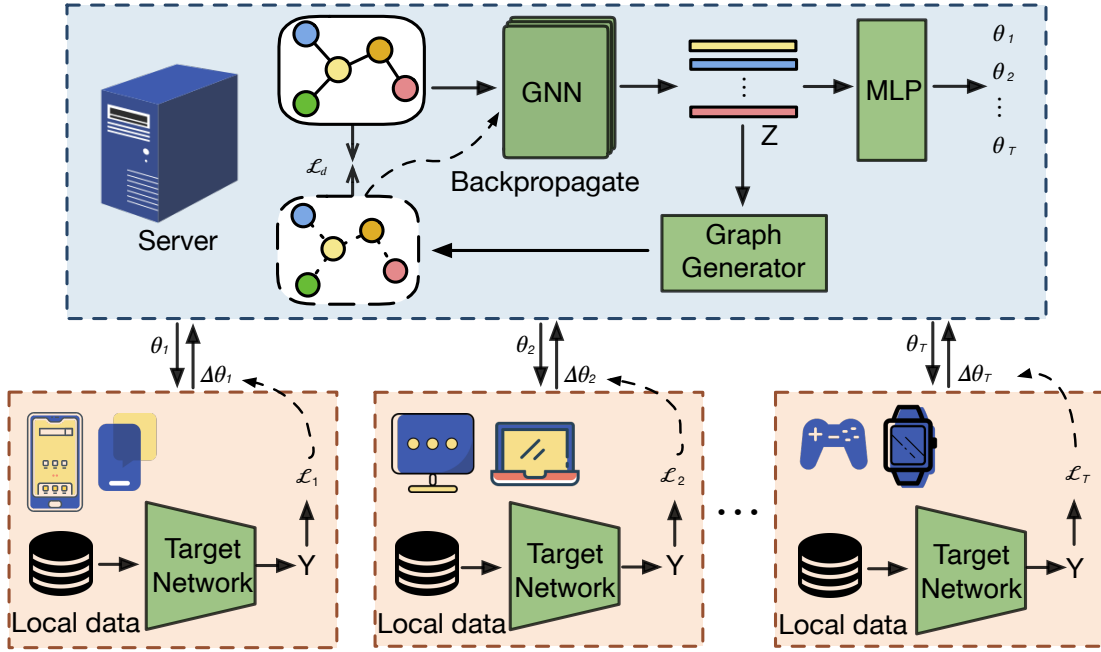 GNN
MLP
θ1
θ2
⋮
θT
Z
ℒd
Backpropagate
Server
Graph
Generator
θ1
Δθ1
θ2
Δθ2
θT
ΔθT
ℒ1
ℒ2
ℒT
Target
Network
Y
Local data
Target
Network
Y
Local data
...
Target
Network
Y
Local data